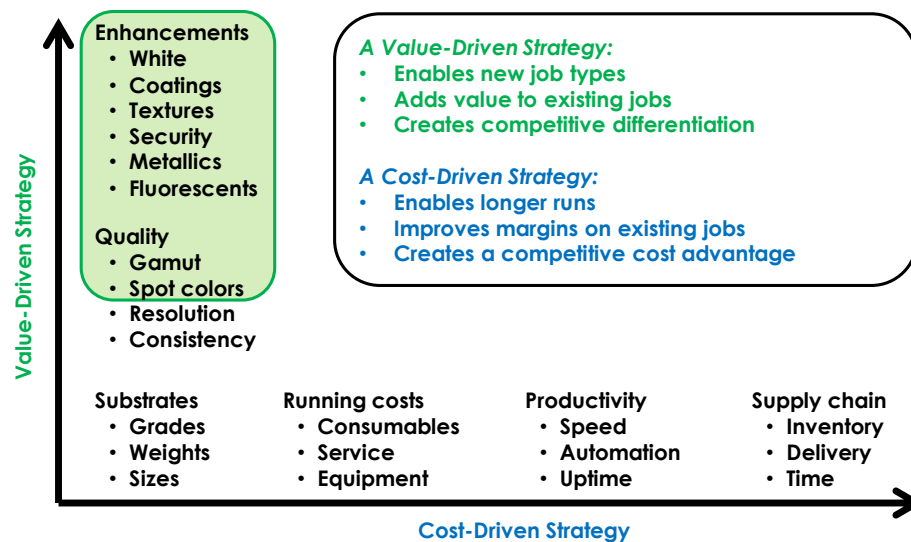 Enhancements
• White
• Coatings
• Textures
• Security
• Metallics
• Fluorescents
Quality
• Gamut
• Spot colors
• Resolution
• Consistency
A Value-Driven Strategy:
• Enables new job types
• Adds value to existing jobs
• Creates competitive differentiation
A Cost-Driven Strategy:
• Enables longer runs
• Improves margins on existing jobs
• Creates a competitive cost advantage
Value-Driven Strategy
Substrates
• Grades
• Weights
• Sizes
Running costs
• Consumables
• Service
• Equipment
Productivity
• Speed
• Automation
• Uptime
Supply chain
• Inventory
• Delivery
• Time
Cost-Driven Strategy